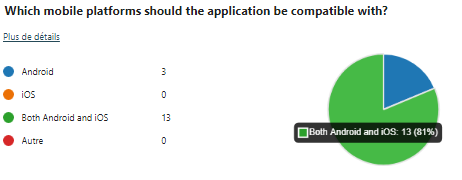 Which mobile platforms should the application be compatible with?
Plus de détails
Android 3
iOS 0
Both Android and iOS 13
Both Android and iOS: 13 (81%)
Autre 0